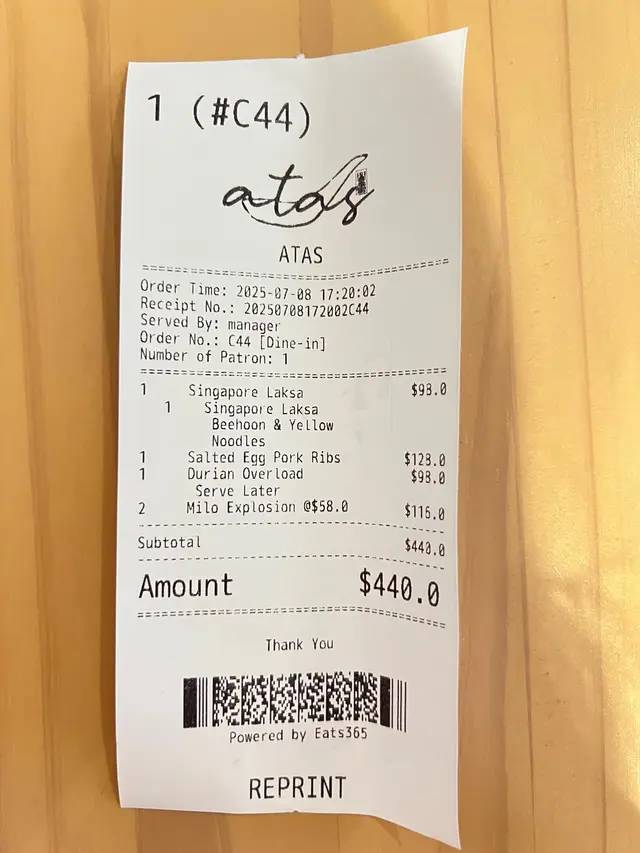 1 (#C44)
atas
ATAS
Order Time: 2025-07-08 17:20:02
Receipt No.: 20250708172002C44
Served By: manager
Order No.: C44 [Dine-in]
Number of Patron: 1
1 Singapore Laksa $98.0
1 Singapore Laksa
Beehoon & Yellow
Noodles
1 Salted Egg Pork Ribs $128.0
1 Durian Overload $98.0
Serve Later
2 Milo Explosion @$58.0 $116.0
Subtotal $440.0
Amount $440.0
Thank You
Powered by Eats365
REPRINT